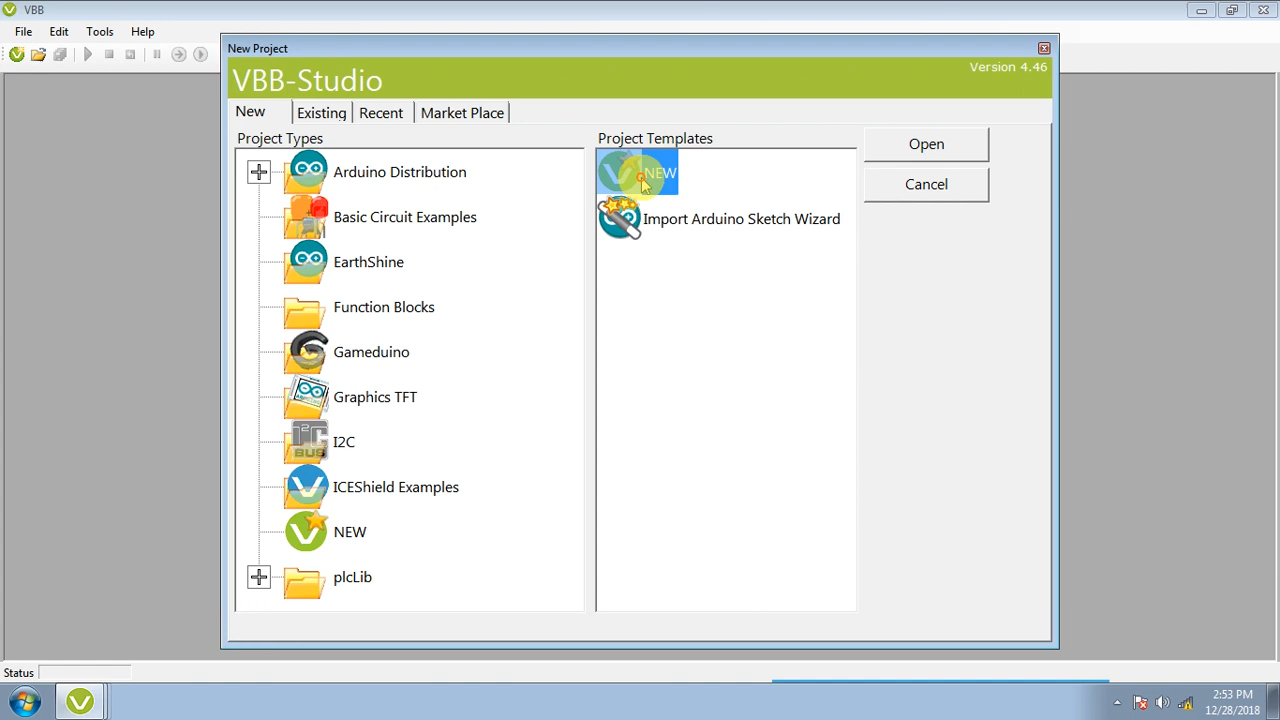 VBB
File Edit Tools Help
New Project
VBB-Studio
Version 4.46
New Existing Recent Market Place
Project Types
Project Templates
Open
Cancel
Arduino Distribution
Basic Circuit Examples
EarthShine
Function Blocks
Gameduino
Graphics TFT
I2C
I²C
BUS
ICEShield Examples
NEW
plcLib
NEW
Import Arduino Sketch Wizard
Status
2:53 PM
12/28/2018